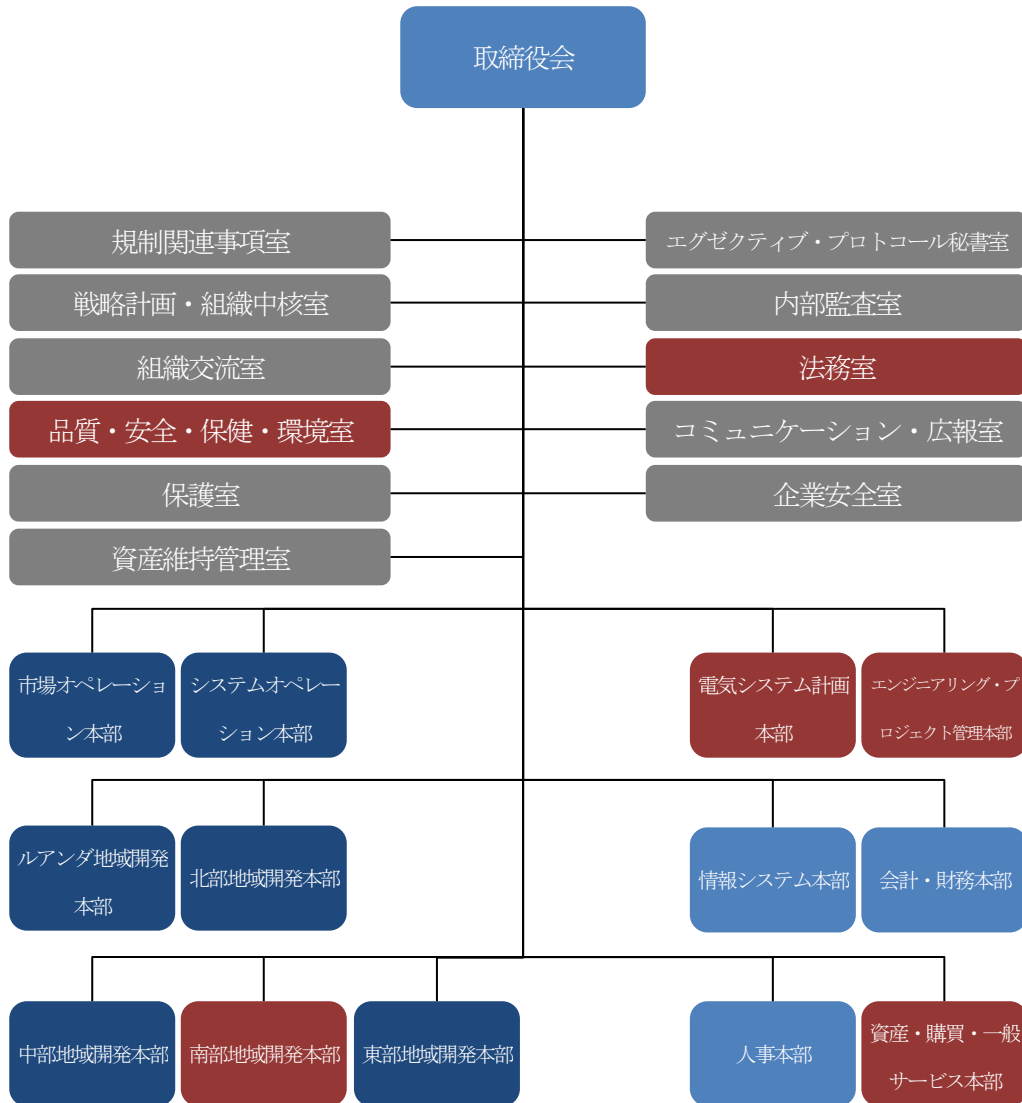 取締役会
規制関連事項室
エグゼクティブ・プロトコール秘書室
戦略計画・組織中核室
内部監査室
組織交流室
法務室
品質・安全・保健・環境室
コミュニケーション・広報室
保護室
企業安全室
資産維持管理室
市場オペレーショ
ン本部
システムオペレー
ション本部
電気システム計画
本部
エンジニアリング・プ
ロジェクト管理本部
ルアンダ地域開発
本部
北部地域開発本部
情報システム本部
会計・財務本部
中部地域開発本部
南部地域開発本部
東部地域開発本部
人事本部
資産・購買・一般
サービス本部